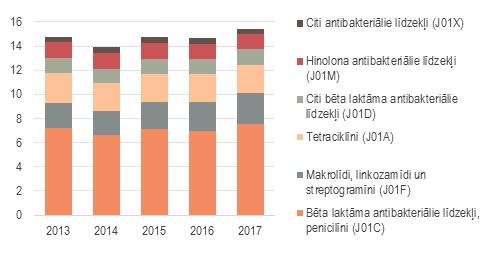 16
14
12
10
8
6
4
2
0
2013 2014 2015 2016 2017
Citi antibakteriālie līdzekļi (J01X)
Hinolona antibakteriālie līdzekļi
(J01M)
Citi bēta laktāma antibakteriālie
līdzekļi (J01D)
Tetraciklīni (J01A)
Makrolīdi, linkozamīdi un
streptogramīni (J01F)
Bēta laktāma antibakteriālie līdzekļi,
penicilīni (J01C)